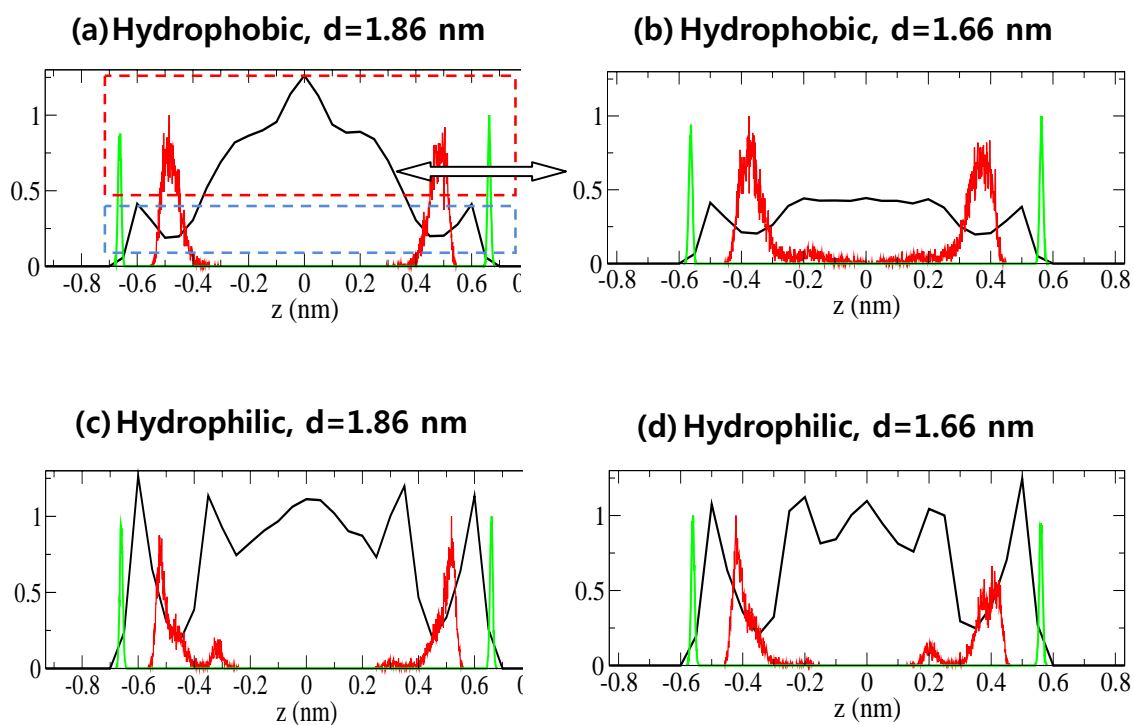 (a) Hydrophobic, d=1.86 nm
(b) Hydrophobic, d=1.66 nm
1
0.5
0
-0.8 -0.6 -0.4 -0.2 0 0.2 0.4 0.6
z (nm)
1
0.5
0
-0.8 -0.6 -0.4 -0.2 0 0.2 0.4 0.6 0.8
z (nm)
(c) Hydrophilic, d=1.86 nm
(d) Hydrophilic, d=1.66 nm
1
0.5
0
-0.8 -0.6 -0.4 -0.2 0 0.2 0.4 0.6
z (nm)
1
0.5
0
-0.8 -0.6 -0.4 -0.2 0 0.2 0.4 0.6 0.8
z (nm)